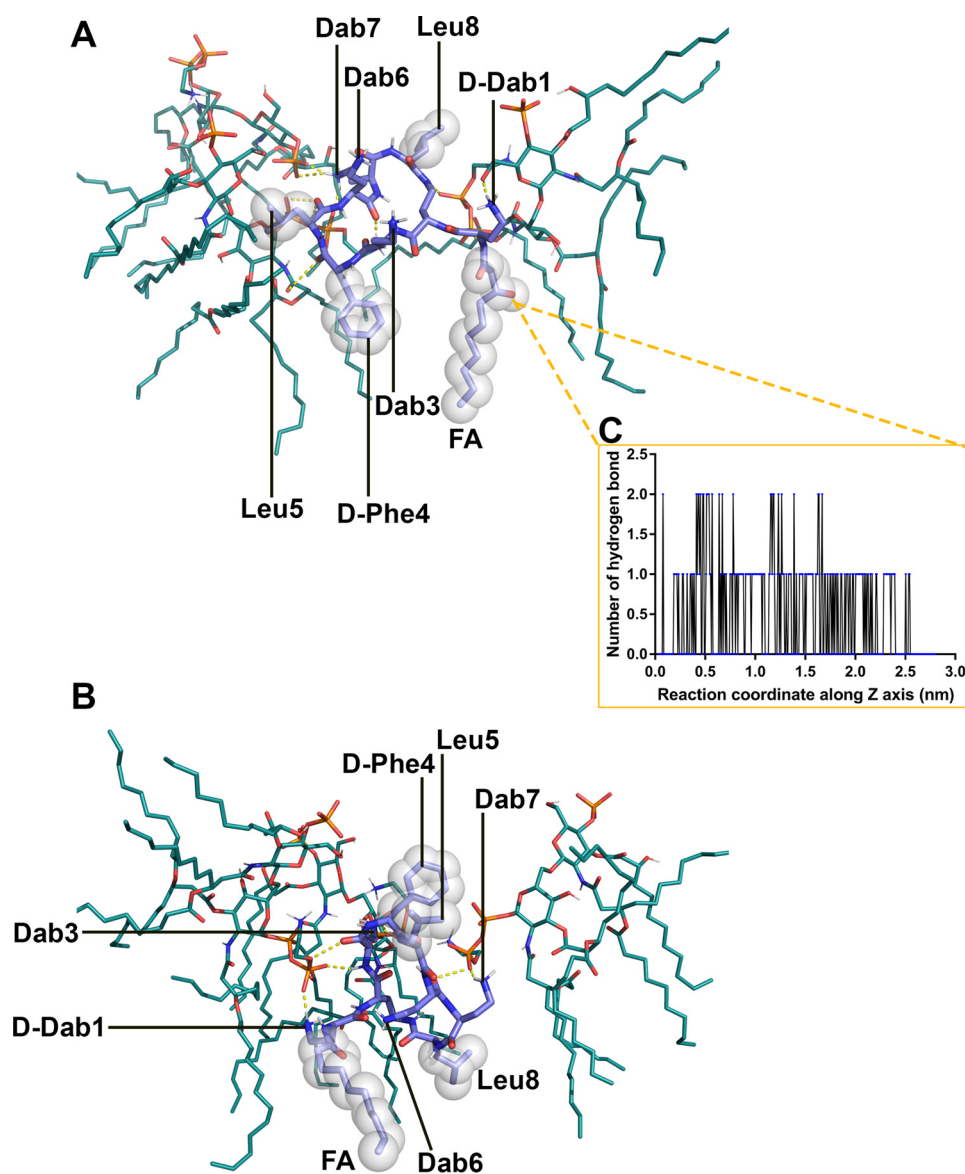 A
Dab7
Leu8
Dab6
D-Dab1
Dab3
FA
Leu5
D-Phe4
C
Number of hydrogen bond
2.5
2.0
1.5
1.0
0.5
0.0
0.0 0.5 1.0 1.5 2.0 2.5 3.0
Reaction coordinate along Z axis (nm)
B
Leu5
D-Phe4
Dab7
Dab3
D-Dab1
Leu8
FA
Dab6